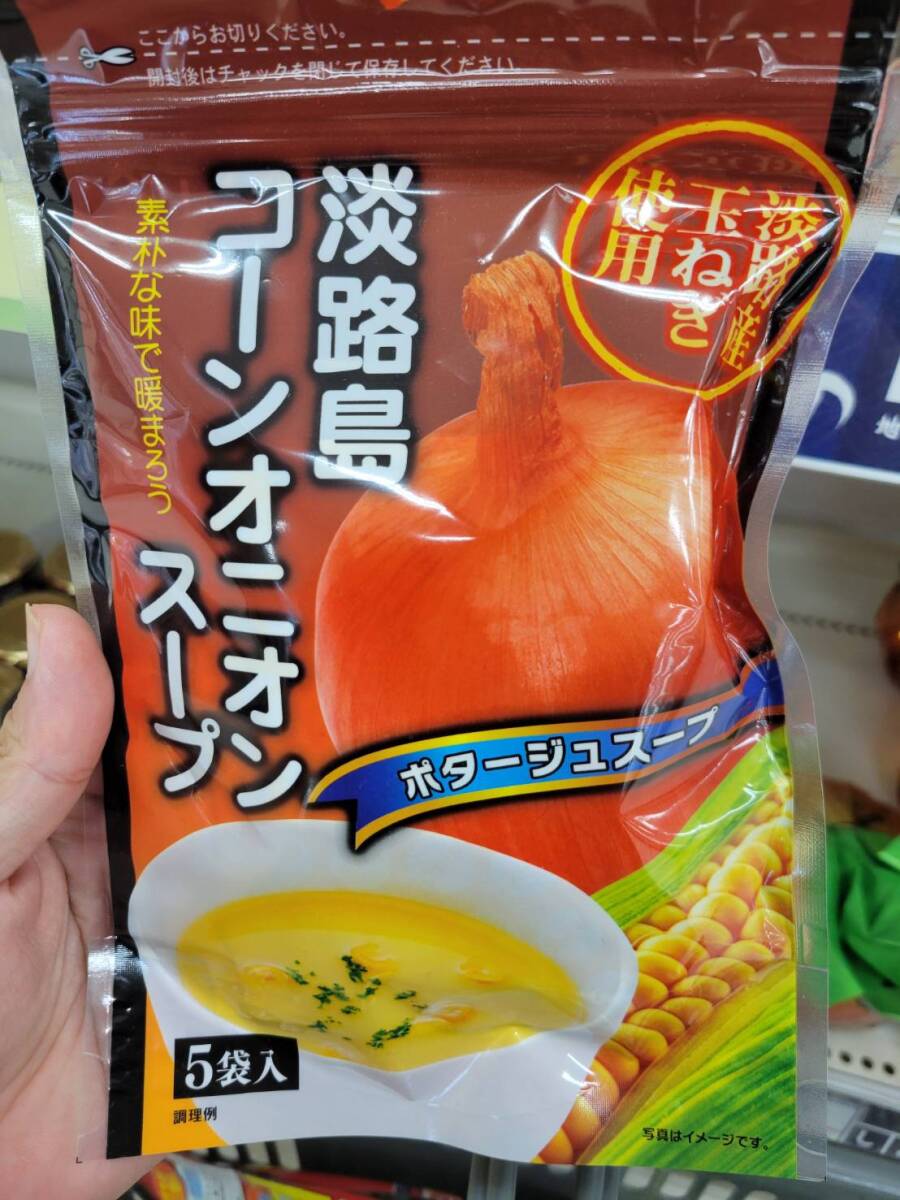 ここからお切りください。
開封後はチャックを閉じて保存してください。
淡路産
玉ねぎ
使用
淡路島
コーンオニオン
スープ
素朴な味で暖まろう
ポタージュスープ
5袋入
調理例
写真はイメージです。
地